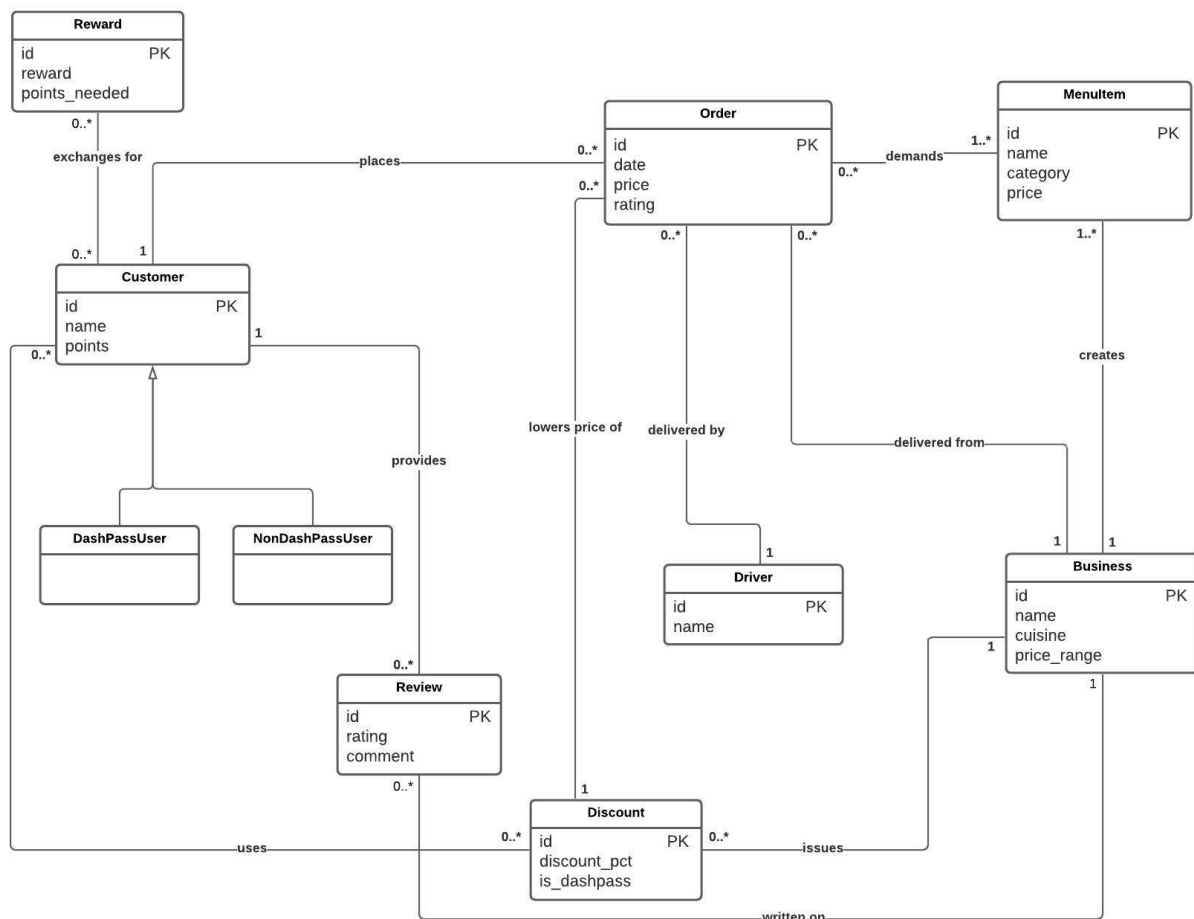 Reward
id PK
reward
points_needed
0..*
exchanges for
0..*
places
1
0..*
Order
id PK
date
price
rating
0..*
0..*
demands
1..*
MenuItem
id PK
name
category
price
1..*
creates
1
Customer
id PK
name
points
0..*
1
provides
0..*
DashPassUser
NonDashPassUser
lowers price of
1
0..*
delivered by
1
0..*
delivered from
1
Driver
id PK
name
Business
id PK
name
cuisine
price_range
1
1
Review
id PK
rating
comment
0..*
Discount
id PK
discount_pct
is_dashpass
0..*
uses
0..*
issues
written on